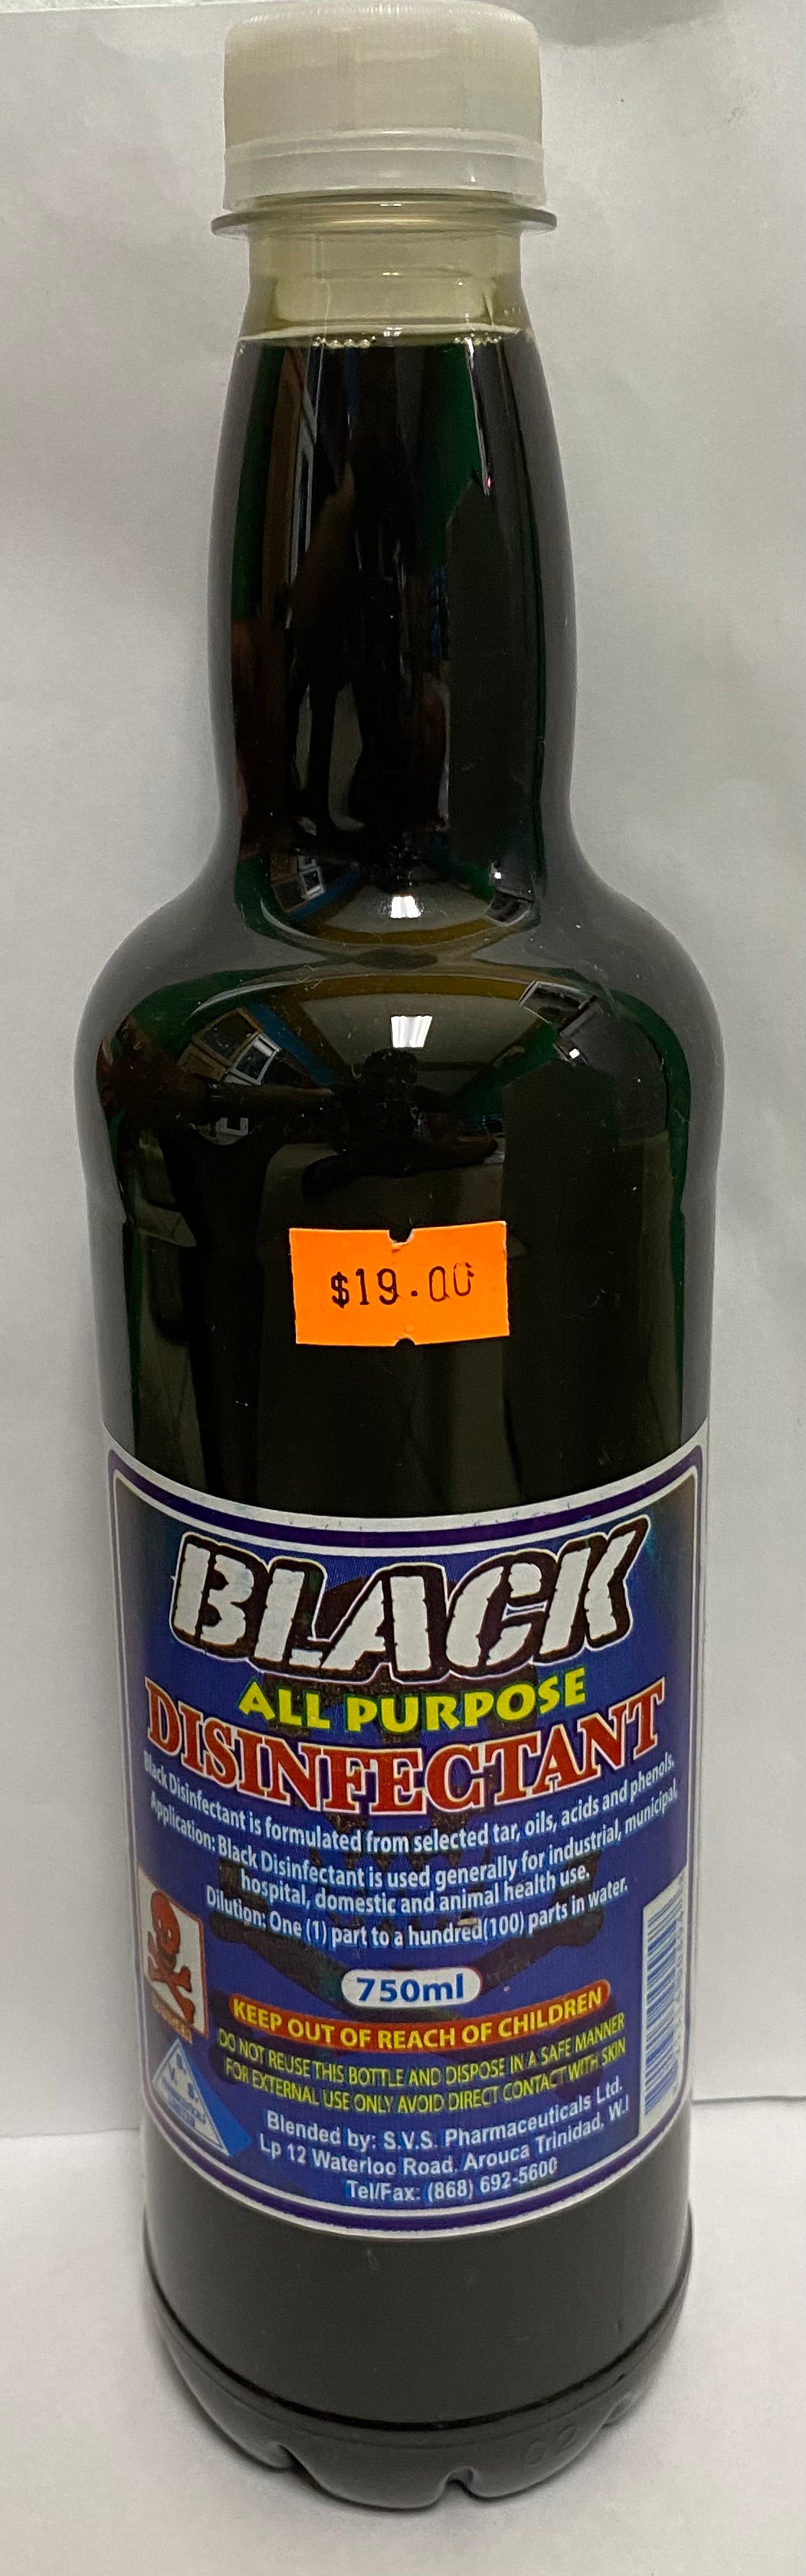 $19.00
BLACK
ALL PURPOSE
DISINFECTANT
Black Disinfectant is formulated from selected tar, oils, acids and phenols.
Application: Black Disinfectant is used generally for industrial, municipal,
hospital, domestic and animal health use.
Dilution: One (1) part to a hundred(100) parts in water.
750ml
KEEP OUT OF REACH OF CHILDREN
DO NOT REUSE THIS BOTTLE AND DISPOSE IN A SAFE MANNER
FOR EXTERNAL USE ONLY AVOID DIRECT CONTACT WITH SKIN
Blended by: S.V.S. Pharmaceuticals Ltd.
Lp 12 Waterloo Road. Arouca Trinidad, W.I
Tel/Fax: (868) 692-5600